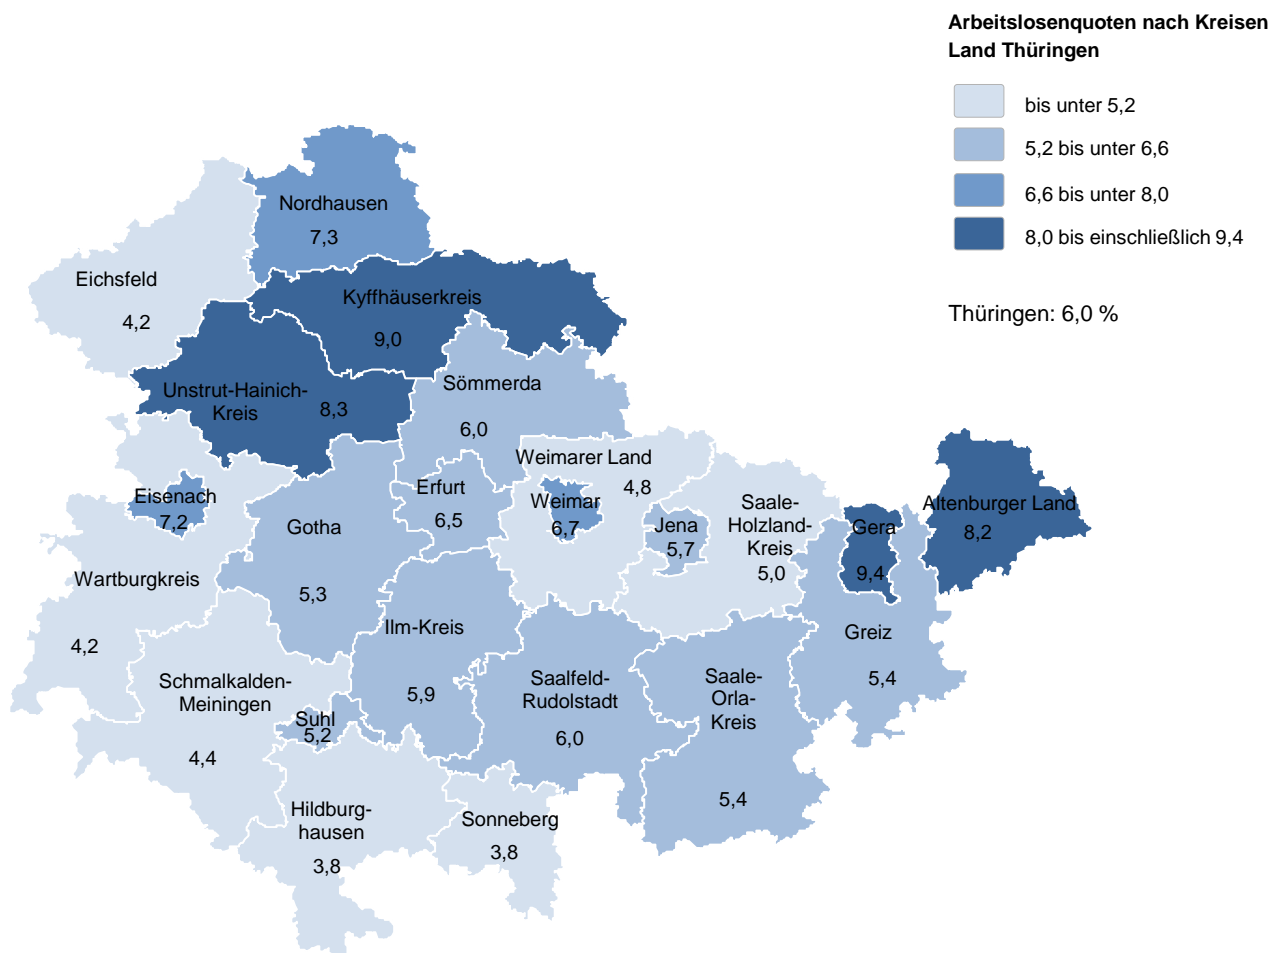 Arbeitslosenquoten nach Kreisen
Land Thüringen
bis unter 5,2
5,2 bis unter 6,6
6,6 bis unter 8,0
8,0 bis einschließlich 9,4
Thüringen: 6,0 %
Nordhausen
7,3
Eichsfeld
4,2
Kyffhäuserkreis
9,0
Unstrut-Hainich-
Kreis
8,3
Sömmerda
6,0
Weimarer Land
4,8
Eisenach
7,2
Erfurt
6,5
Weimar
6,7
Gotha
5,3
Jena
5,7
Saale-
Holzland-
Kreis
5,0
Gera
9,4
Altenburger Land
8,2
Wartburgkreis
4,2
Ilm-Kreis
5,9
Greiz
5,4
Schmalkalden-
Meiningen
4,4
Suhl
5,2
Saalfeld-
Rudolstadt
6,0
Saale-
Orla-
Kreis
5,4
Hildburg-
hausen
3,8
Sonneberg
3,8